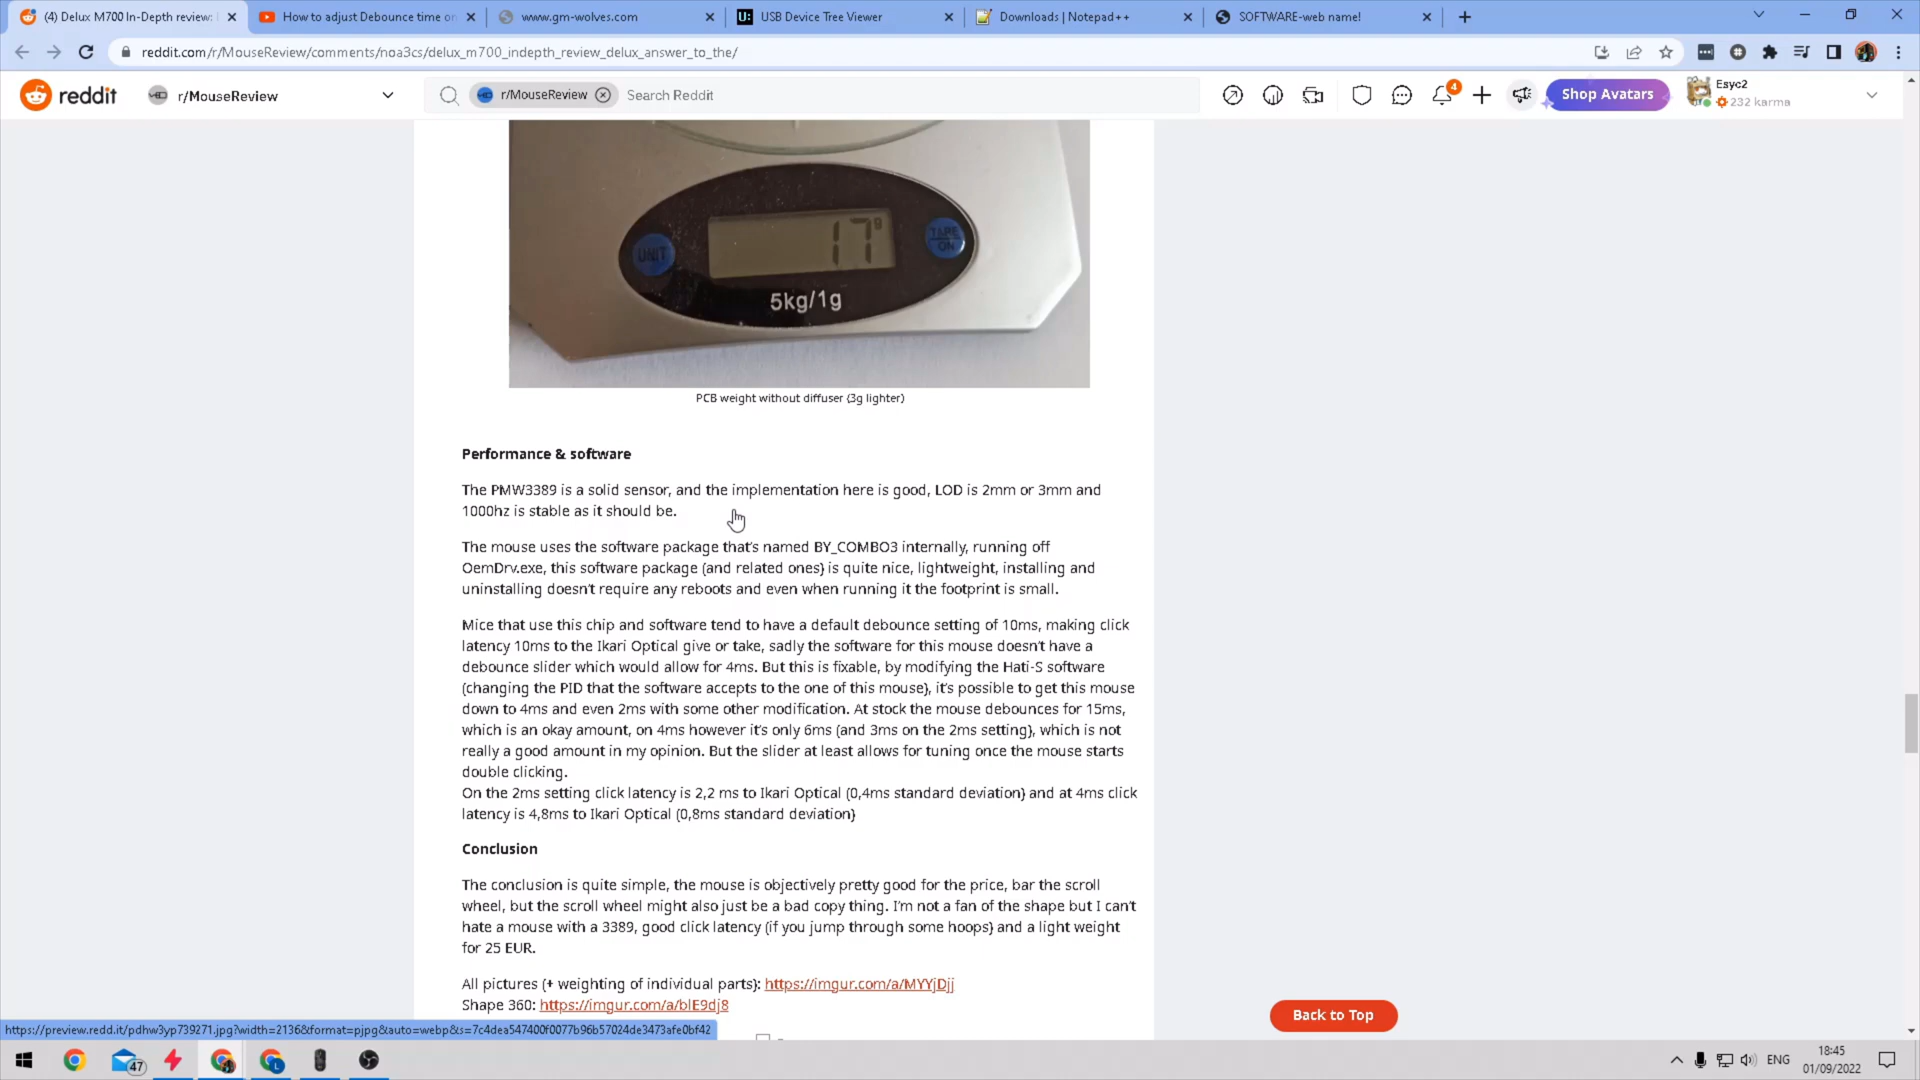 (4) Delux M700 In-Depth review:
How to adjust Debounce time on
www.gm-wolves.com
USB Device Tree Viewer
Downloads | Notepad++
SOFTWARE-web name!
reddit.com/r/MouseReview/comments/noa3cs/delux_m700_indepth_review_delux_answer_to_the/
reddit
r/MouseReview
r/MouseReview
Search Reddit
4
Shop Avatars
Esyc2
232 karma
UNIT
17g
TARE
ON
5kg/1g
PCB weight without diffuser (3g lighter)
Performance & software
The PMW3389 is a solid sensor, and the implementation here is good, LOD is 2mm or 3mm and
1000hz is stable as it should be.
The mouse uses the software package that's named BY_COMBO3 internally, running off
OemDrv.exe, this software package (and related ones) is quite nice, lightweight, installing and
uninstalling doesn't require any reboots and even when running it the footprint is small.
Mice that use this chip and software tend to have a default debounce setting of 10ms, making click
latency 10ms to the Ikari Optical give or take, sadly the software for this mouse doesn't have a
debounce slider which would allow for 4ms. But this is fixable, by modifying the Hati-S software
(changing the PID that the software accepts to the one of this mouse), it's possible to get this mouse
down to 4ms and even 2ms with some other modification. At stock the mouse debounces for 15ms,
which is an okay amount, on 4ms however it's only 6ms (and 3ms on the 2ms setting), which is not
really a good amount in my opinion. But the slider at least allows for tuning once the mouse starts
double clicking.
On the 2ms setting click latency is 2,2 ms to Ikari Optical (0,4ms standard deviation) and at 4ms click
latency is 4,8ms to Ikari Optical (0,8ms standard deviation)
Conclusion
The conclusion is quite simple, the mouse is objectively pretty good for the price, bar the scroll
wheel, but the scroll wheel might also just be a bad copy thing. I'm not a fan of the shape but I can't
hate a mouse with a 3389, good click latency (if you jump through some hoops) and a light weight
for 25 EUR.
All pictures (+ weighting of individual parts): https://imgur.com/a/MYYjDjj
Shape 360: https://imgur.com/a/blE9dj8
Back to Top
https://preview.redd.it/pdhw3yp739271.jpg?width=2136&format=pjpg&auto=webp&s=7c4dea547400f0077b96b57024de3473afe0bf42
47
ENG
18:45
01/09/2022